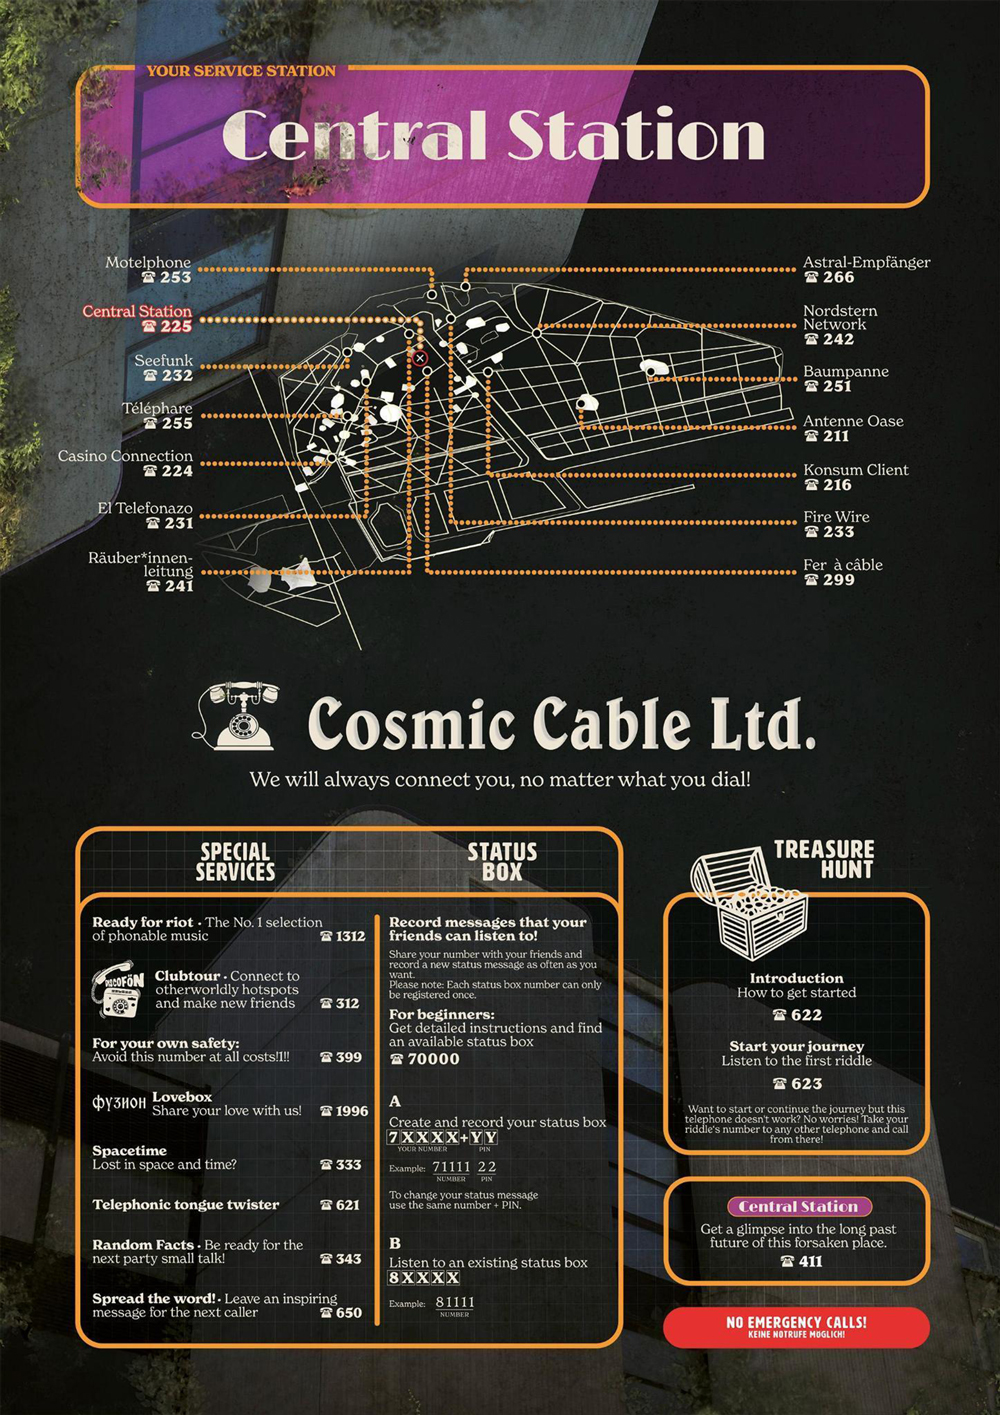 YOUR SERVICE STATION
Central Station
Motelphone
☎ 253
Central Station
☎ 225
Seefunk
☎ 232
Téléphare
☎ 255
Casino Connection
☎ 224
El Telefonazo
☎ 231
Räuber*innen-
leitung
☎ 241
Astral-Empfänger
☎ 266
Nordstern
Network
☎ 242
Baumpanne
☎ 251
Antenne Oase
☎ 211
Konsum Client
☎ 216
Fire Wire
☎ 233
Fer à câble
☎ 299
Cosmic Cable Ltd.
We will always connect you, no matter what you dial!
SPECIAL
SERVICES
Ready for riot · The No. 1 selection
of phonable music ☎ 1312
DISCOFÖN
Clubtour · Connect to
otherworldly hotspots
and make new friends ☎ 312
For your own safety:
Avoid this number at all costs!1!! ☎ 399
фузион Lovebox
Share your love with us! ☎ 1996
Spacetime
Lost in space and time? ☎ 333
Telephonic tongue twister ☎ 621
Random Facts · Be ready for the
next party small talk! ☎ 343
Spread the word! · Leave an inspiring
message for the next caller ☎ 650
STATUS
BOX
Record messages that your
friends can listen to!
Share your number with your friends and
record a new status message as often as you
want.
Please note: Each status box number can only
be registered once.
For beginners:
Get detailed instructions and find
an available status box
☎ 70000
A
Create and record your status box
7XXXX+YY
YOUR NUMBER PIN
Example: 71111 22
NUMBER PIN
To change your status message
use the same number + PIN.
B
Listen to an existing status box
8XXXX
Example: 81111
NUMBER
TREASURE
HUNT
Introduction
How to get started
☎ 622
Start your journey
Listen to the first riddle
☎ 623
Want to start or continue the journey but this
telephone doesn't work? No worries! Take your
riddle's number to any other telephone and call
from there!
Central Station
Get a glimpse into the long past
future of this forsaken place.
☎ 411
NO EMERGENCY CALLS!
KEINE NOTRUFE MÖGLICH!